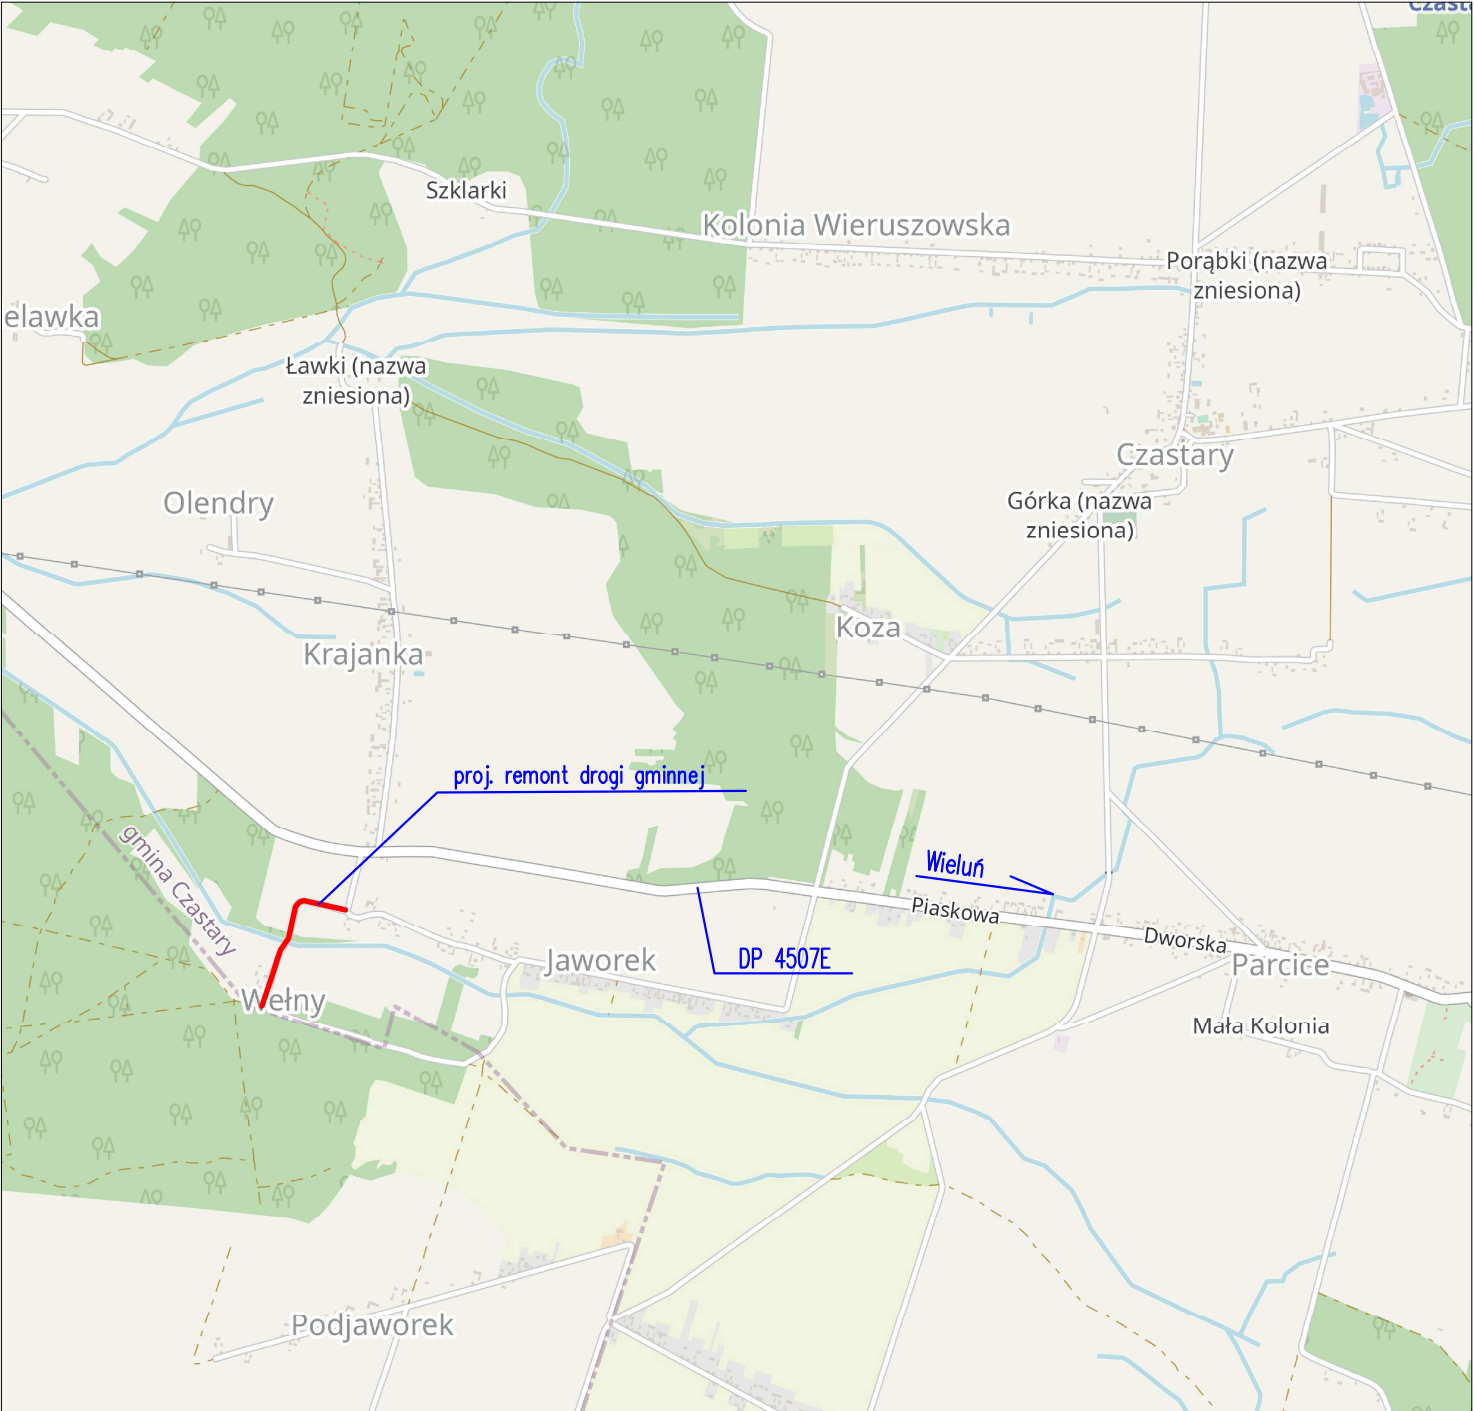 Szklarki
Kolonia Wieruszowska
Porąbki (nazwa
zniesiona)
elawka
Ławki (nazwa
zniesiona)
Czastary
Olendry
Górka (nazwa
zniesiona)
Koza
Krajanka
proj. remont drogi gminnej
gmina Czastary
Wieluń
Piaskowa
Dworska
DP 4507E
Jaworek
Parcice
Wełny
Mała Kolonia
Podjaworek